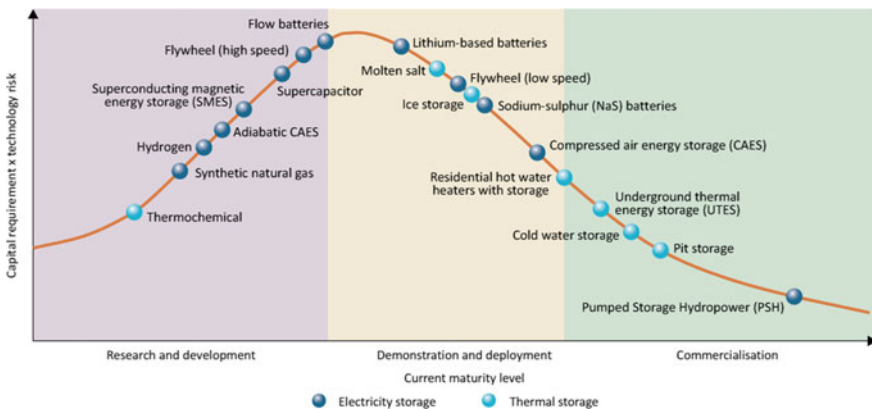 Capital requirement x technology risk
Flow batteries
Flywheel (high speed)
Lithium-based batteries
Molten salt
Flywheel (low speed)
Supercapacitor
Superconducting magnetic
energy storage (SMES)
Ice storage
Sodium-sulphur (NaS) batteries
Adiabatic CAES
Hydrogen
Compressed air energy storage (CAES)
Synthetic natural gas
Residential hot water
heaters with storage
Thermochemical
Underground thermal
energy storage (UTES)
Cold water storage
Pit storage
Pumped Storage Hydropower (PSH)
Research and development
Demonstration and deployment
Commercialisation
Current maturity level
Electricity storage
Thermal storage